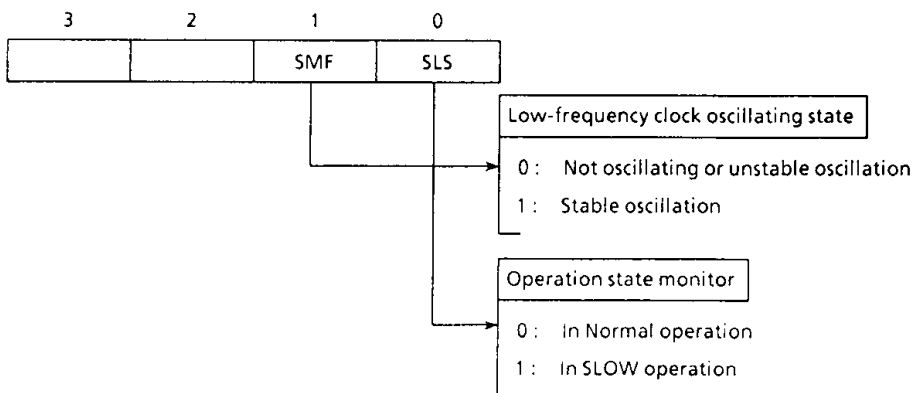 3 2 1 0
SMF SLS
Low-frequency clock oscillating state
0 : Not oscillating or unstable oscillation
1 : Stable oscillation
Operation state monitor
0 : In Normal operation
1 : In SLOW operation